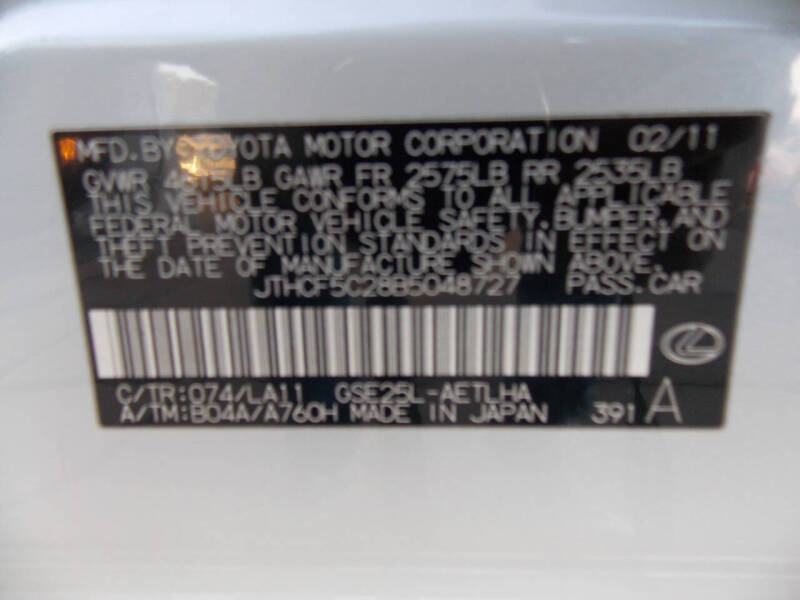 MFD.BY TOYOTA MOTOR CORPORATION 02/11
GVWR LB GAWR FR 2575LB RR 2535LB
THIS VEHICLE CONFORMS TO ALL APPLICABLE
FEDERAL MOTOR VEHICLE SAFETY, BUMPER, AND
THEFT PREVENTION STANDARDS IN EFFECT ON
THE DATE OF MANUFACTURE SHOWN ABOVE.
JTHCF5C28B5048727 PASS.CAR
C/TR:074/LA11 GSE25L-AETLHA
A/TM:B04A/A760H MADE IN JAPAN 391 A